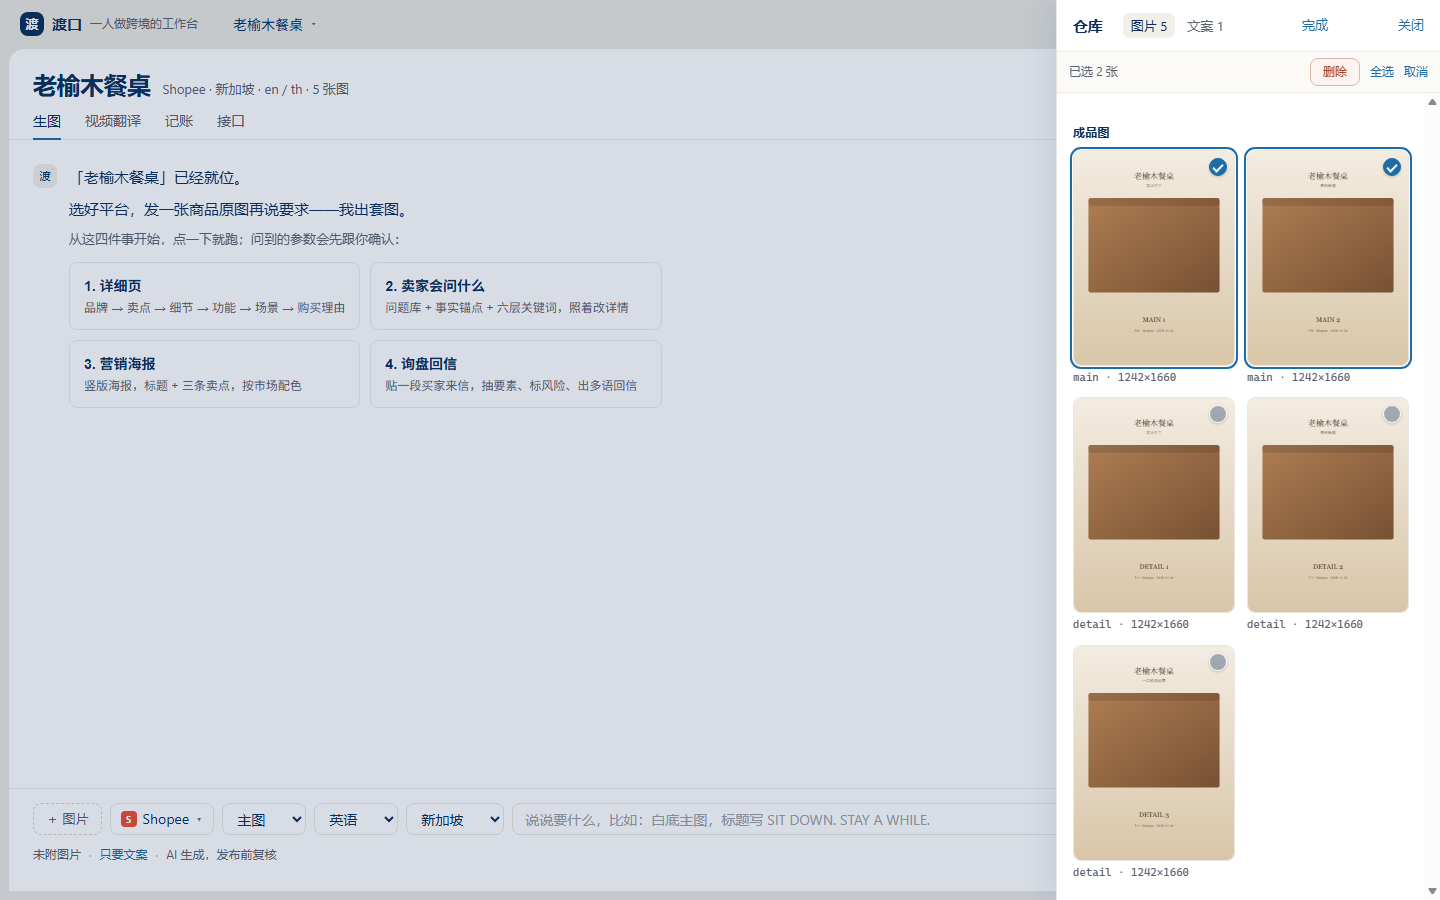 渡 渡口 一人做跨境的工作台 老榆木餐桌
老榆木餐桌 Shopee · 新加坡 · en / th · 5 张图
生图 视频翻译 记账 接口
渡 「老榆木餐桌」已经就位。
选好平台，发一张商品原图再说要求——我出套图。
从这四件事开始，点一下就跑；问到的参数会先跟你确认：
1. 详细页
品牌 → 卖点 → 细节 → 功能 → 场景 → 购买理由
2. 卖家会问什么
问题库 + 事实锚点 + 六层关键词，照着改详情
3. 营销海报
竖版海报，标题 + 三条卖点，按市场配色
4. 询盘回信
贴一段买家来信，抽要素、标风险、出多语回信
+ 图片 S Shopee 主图 英语 新加坡 说说要什么，比如：白底主图，标题写 SIT DOWN. STAY A WHILE.
未附图片 · 只要文案 · AI 生成，发布前复核
仓库 图片 5 文案 1 完成 关闭
已选 2 张 删除 全选 取消
成品图
老榆木餐桌
MAIN 1
main · 1242×1660
老榆木餐桌
MAIN 2
main · 1242×1660
老榆木餐桌
DETAIL 1
detail · 1242×1660
老榆木餐桌
DETAIL 2
detail · 1242×1660
老榆木餐桌
DETAIL 3
detail · 1242×1660